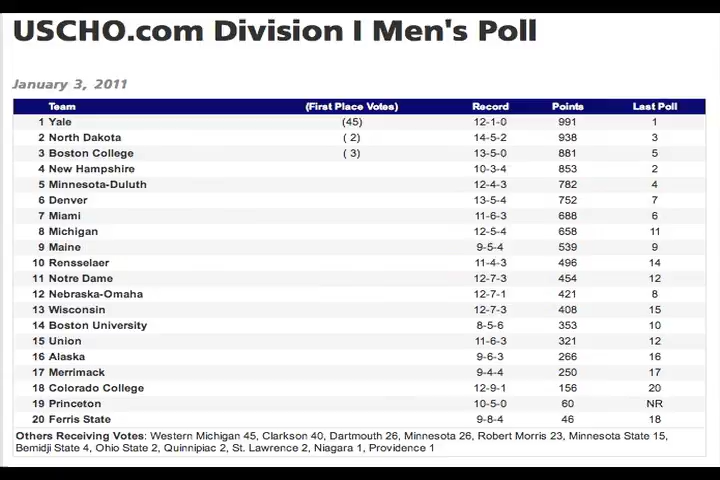 USCHO.com Division I Men's Poll
January 3, 2011
Team (First Place Votes) Record Points Last Poll
1 Yale (45) 12-1-0 991 1
2 North Dakota ( 2) 14-5-2 938 3
3 Boston College ( 3) 13-5-0 881 5
4 New Hampshire 10-3-4 853 2
5 Minnesota-Duluth 12-4-3 782 4
6 Denver 13-5-4 752 7
7 Miami 11-6-3 688 6
8 Michigan 12-5-4 658 11
9 Maine 9-5-4 539 9
10 Rensselaer 11-4-3 496 14
11 Notre Dame 12-7-3 454 12
12 Nebraska-Omaha 12-7-1 421 8
13 Wisconsin 12-7-3 408 15
14 Boston University 8-5-6 353 10
15 Union 11-6-3 321 12
16 Alaska 9-6-3 266 16
17 Merrimack 9-4-4 250 17
18 Colorado College 12-9-1 156 20
19 Princeton 10-5-0 60 NR
20 Ferris State 9-8-4 46 18
Others Receiving Votes: Western Michigan 45, Clarkson 40, Dartmouth 26, Minnesota 26, Robert Morris 23, Minnesota State 15,
Bemidji State 4, Ohio State 2, Quinnipiac 2, St. Lawrence 2, Niagara 1, Providence 1